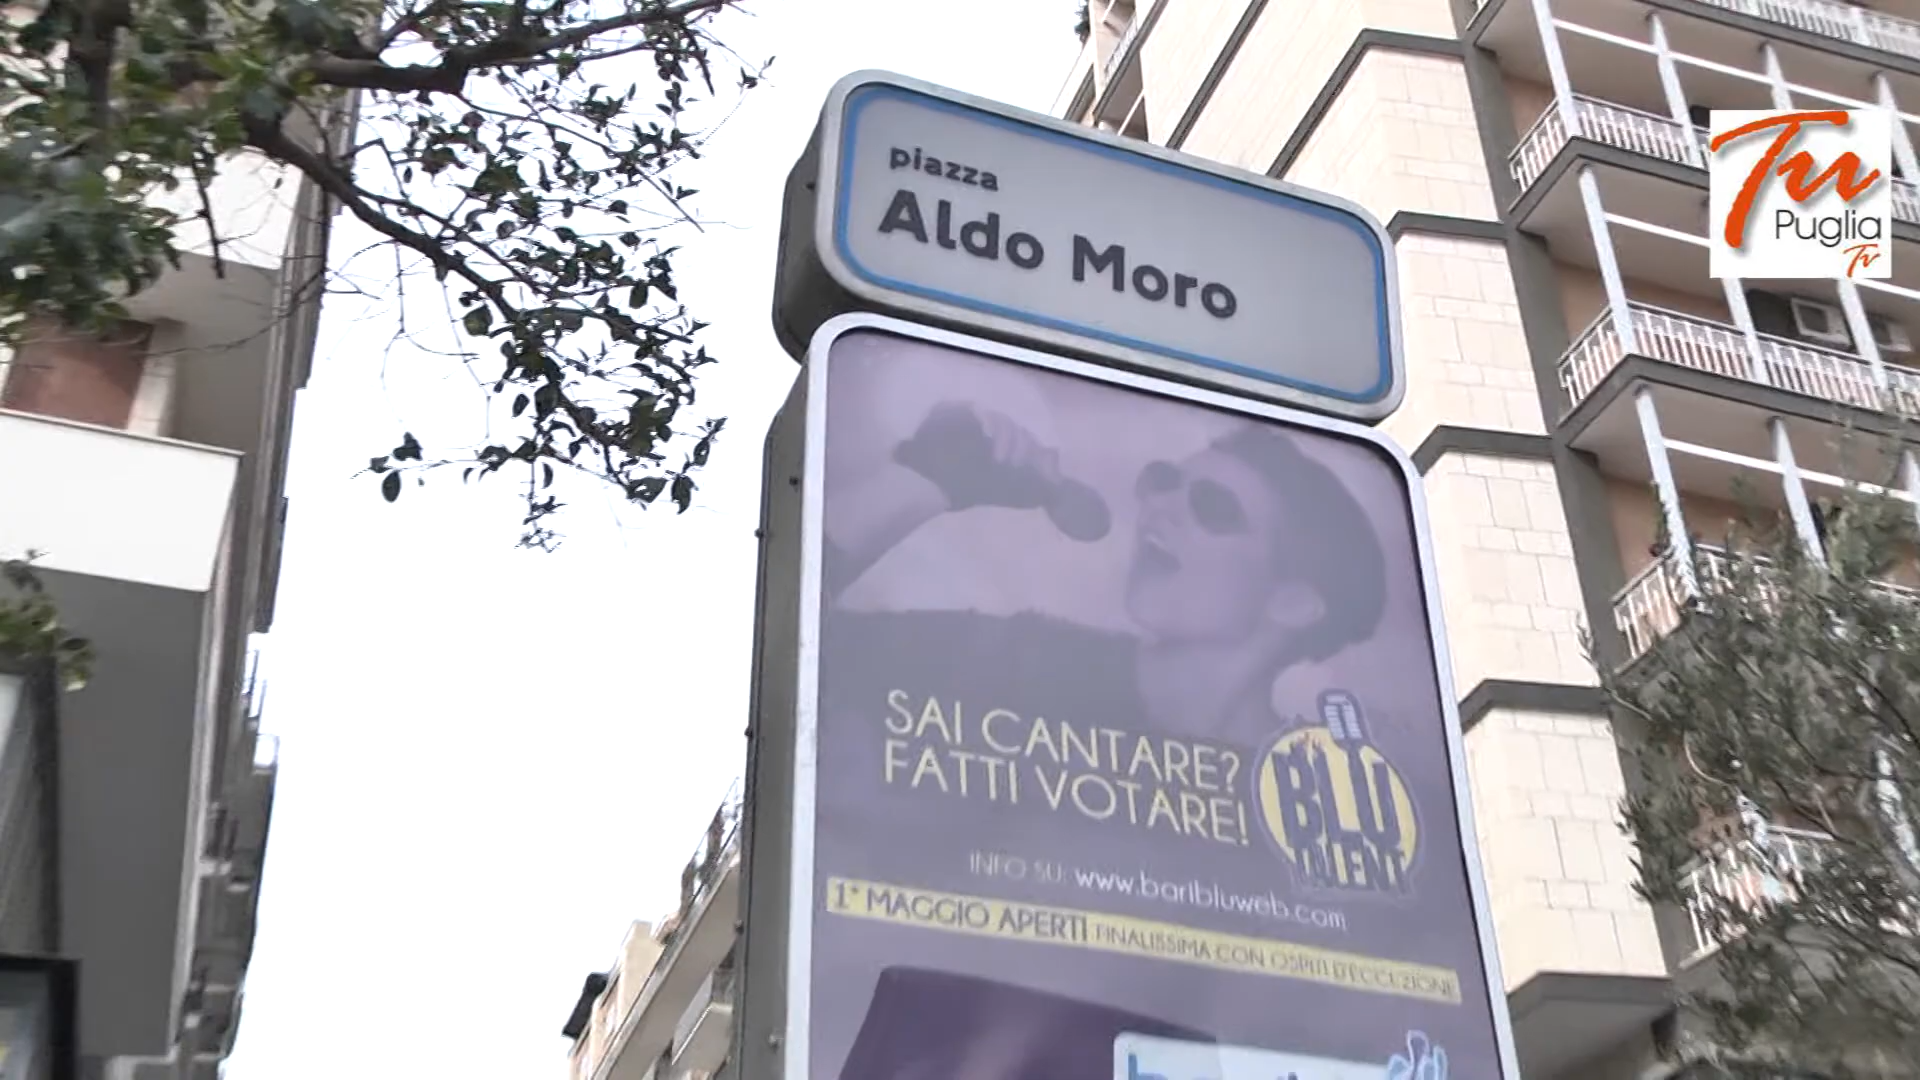 piazza
Aldo Moro
Tu
Puglia
Tv
SAI CANTARE?
FATTI VOTARE!
BLU
TALENT
INFO SU: www.baribluweb.com
1° MAGGIO APERTI FINALISSIMA CON OSPITI D'ECCEZIONE